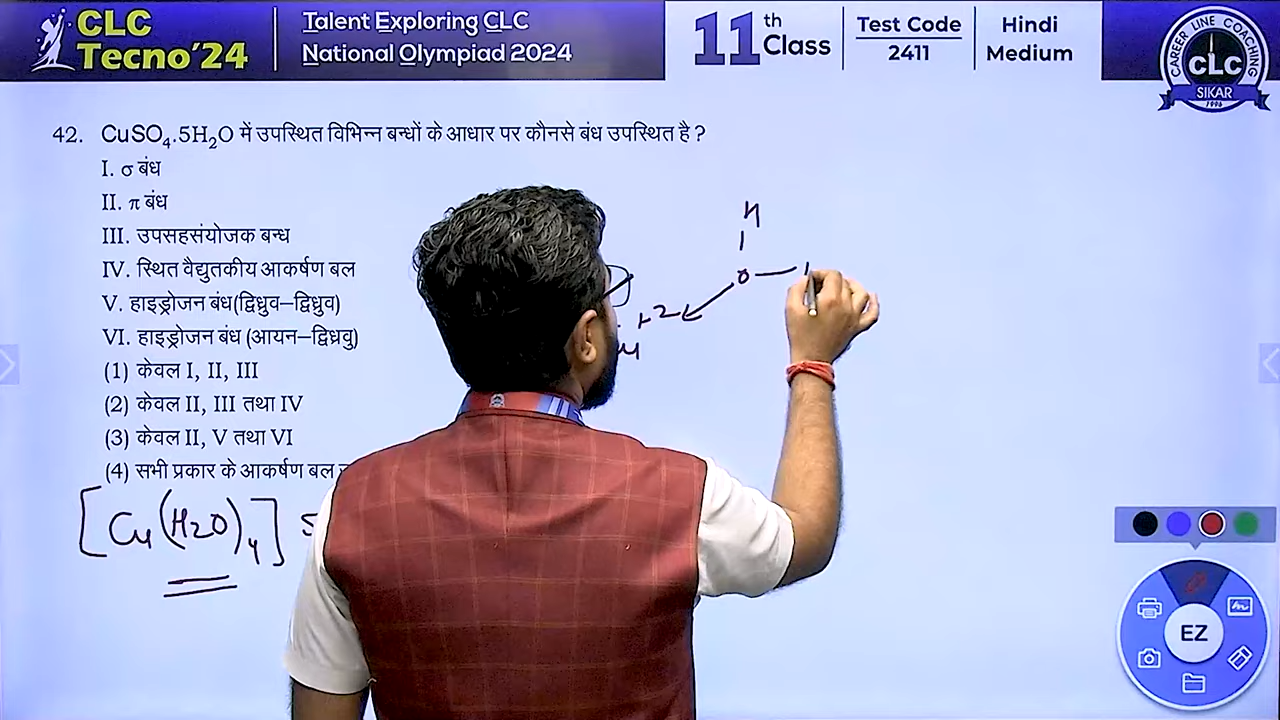 CLC
Tecno'24
Talent Exploring CLC
National Olympiad 2024
11th Class
Test Code
2411
Hindi
Medium
CAREER LINE COACHING
CLC
SIKAR
1996
42. CuSO₄.5H₂O में उपस्थित विभिन्न बन्धों के आधार पर कौनसे बंध उपस्थित है ?
I. σ बंध
II. π बंध
III. उपसहसंयोजक बन्ध
IV. स्थित वैद्युतकीय आकर्षण बल
V. हाइड्रोजन बंध(द्विध्रुव–द्विध्रुव)
VI. हाइड्रोजन बंध (आयन–द्विध्रवु)
(1) केवल I, II, III
(2) केवल II, III तथा IV
(3) केवल II, V तथा VI
(4) सभी प्रकार के आकर्षण बल
[Cu(H₂O)₄] S
H
O
+2
EZ